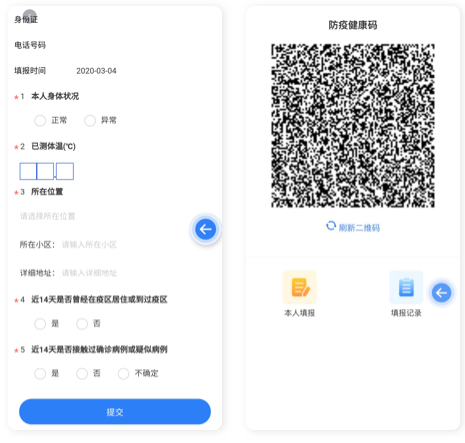 身份证
电话号码
填报时间 2020-03-04
* 1 本人身体状况
正常 异常
* 2 已测体温(℃)
* 3 所在位置
请选择所在位置
所在小区： 请输入所在小区
详细地址： 请输入详细地址
* 4 近14天是否曾经在疫区居住或到过疫区
是 否
* 5 近14天是否接触过确诊病例或疑似病例
是 否 不确定
提交
防疫健康码
刷新二维码
本人填报 填报记录